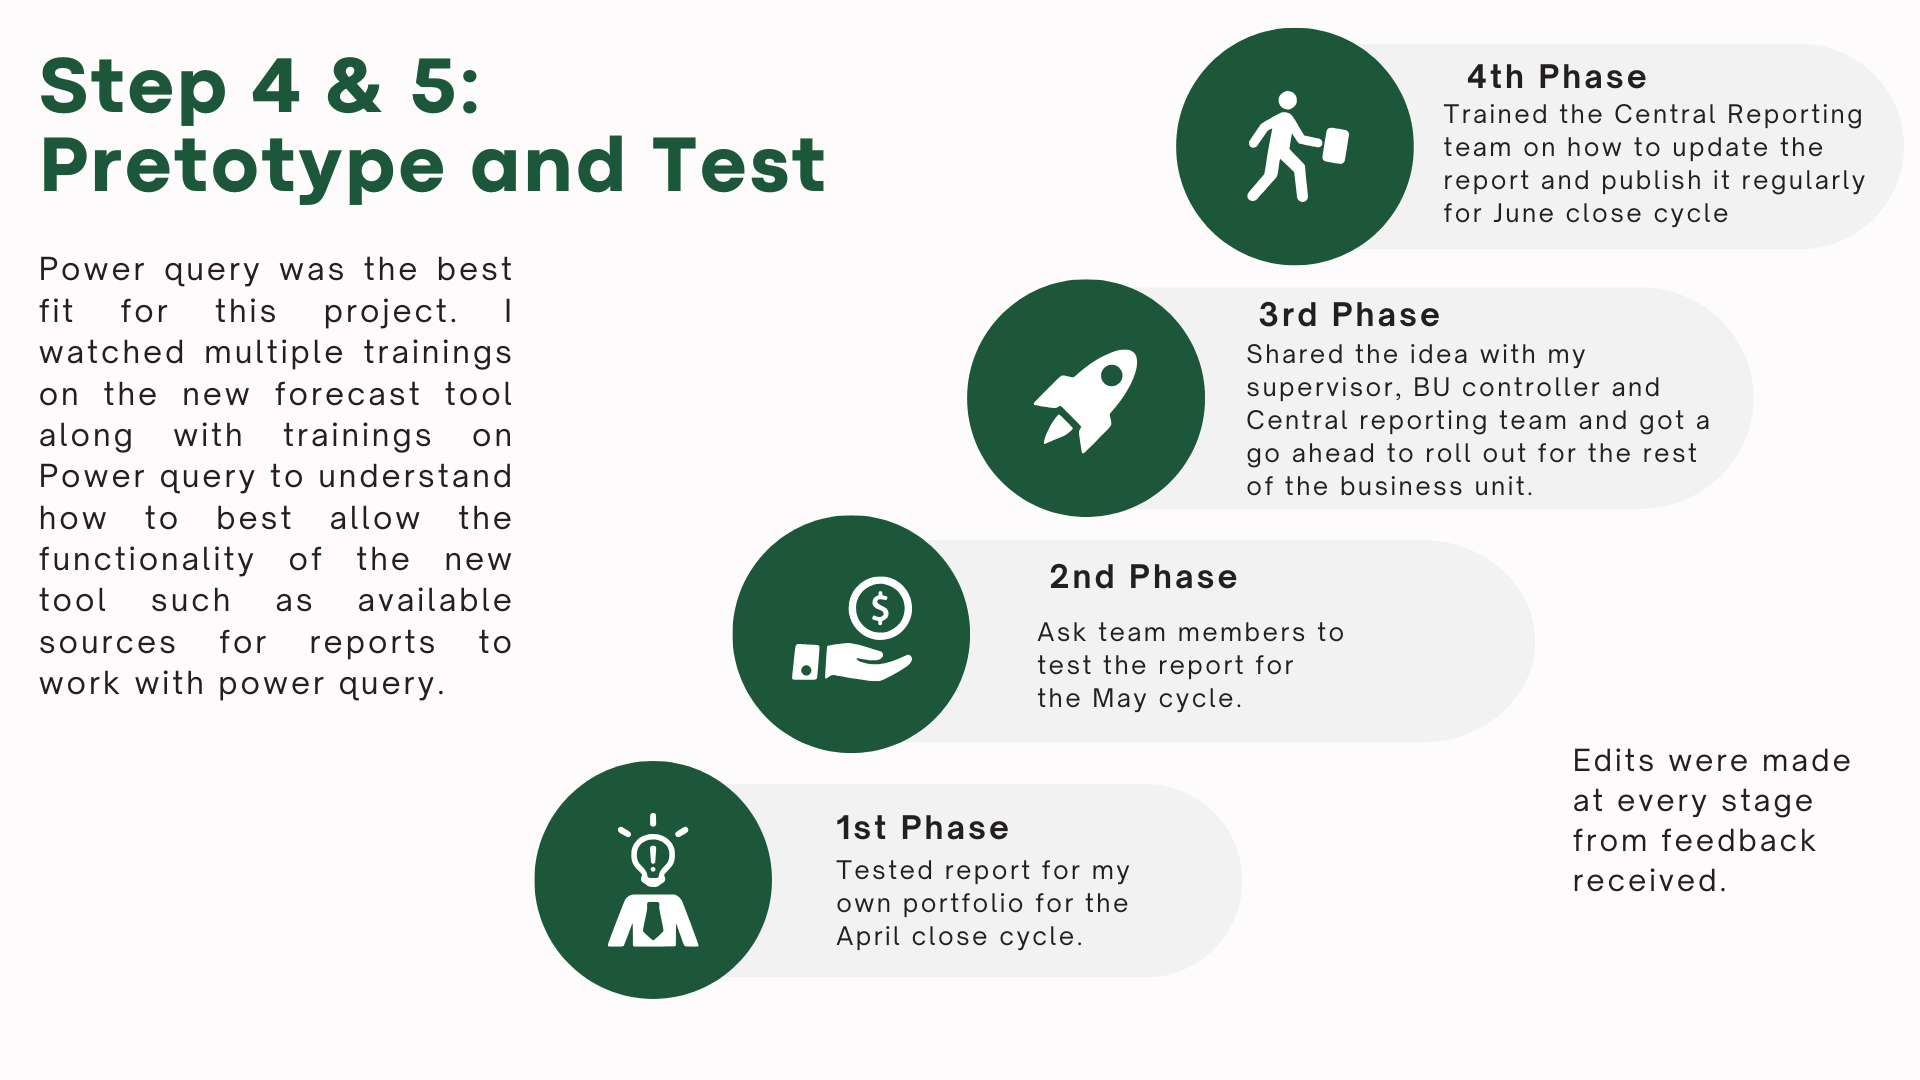 Step 4 & 5:
Pretotype and Test
Power query was the best
fit for this project. I
watched multiple trainings
on the new forecast tool
along with trainings on
Power query to understand
how to best allow the
functionality of the new
tool such as available
sources for reports to
work with power query.
4th Phase
Trained the Central Reporting
team on how to update the
report and publish it regularly
for June close cycle
3rd Phase
Shared the idea with my
supervisor, BU controller and
Central reporting team and got a
go ahead to roll out for the rest
of the business unit.
$
2nd Phase
Ask team members to
test the report for
the May cycle.
1st Phase
Tested report for my
own portfolio for the
April close cycle.
Edits were made
at every stage
from feedback
received.